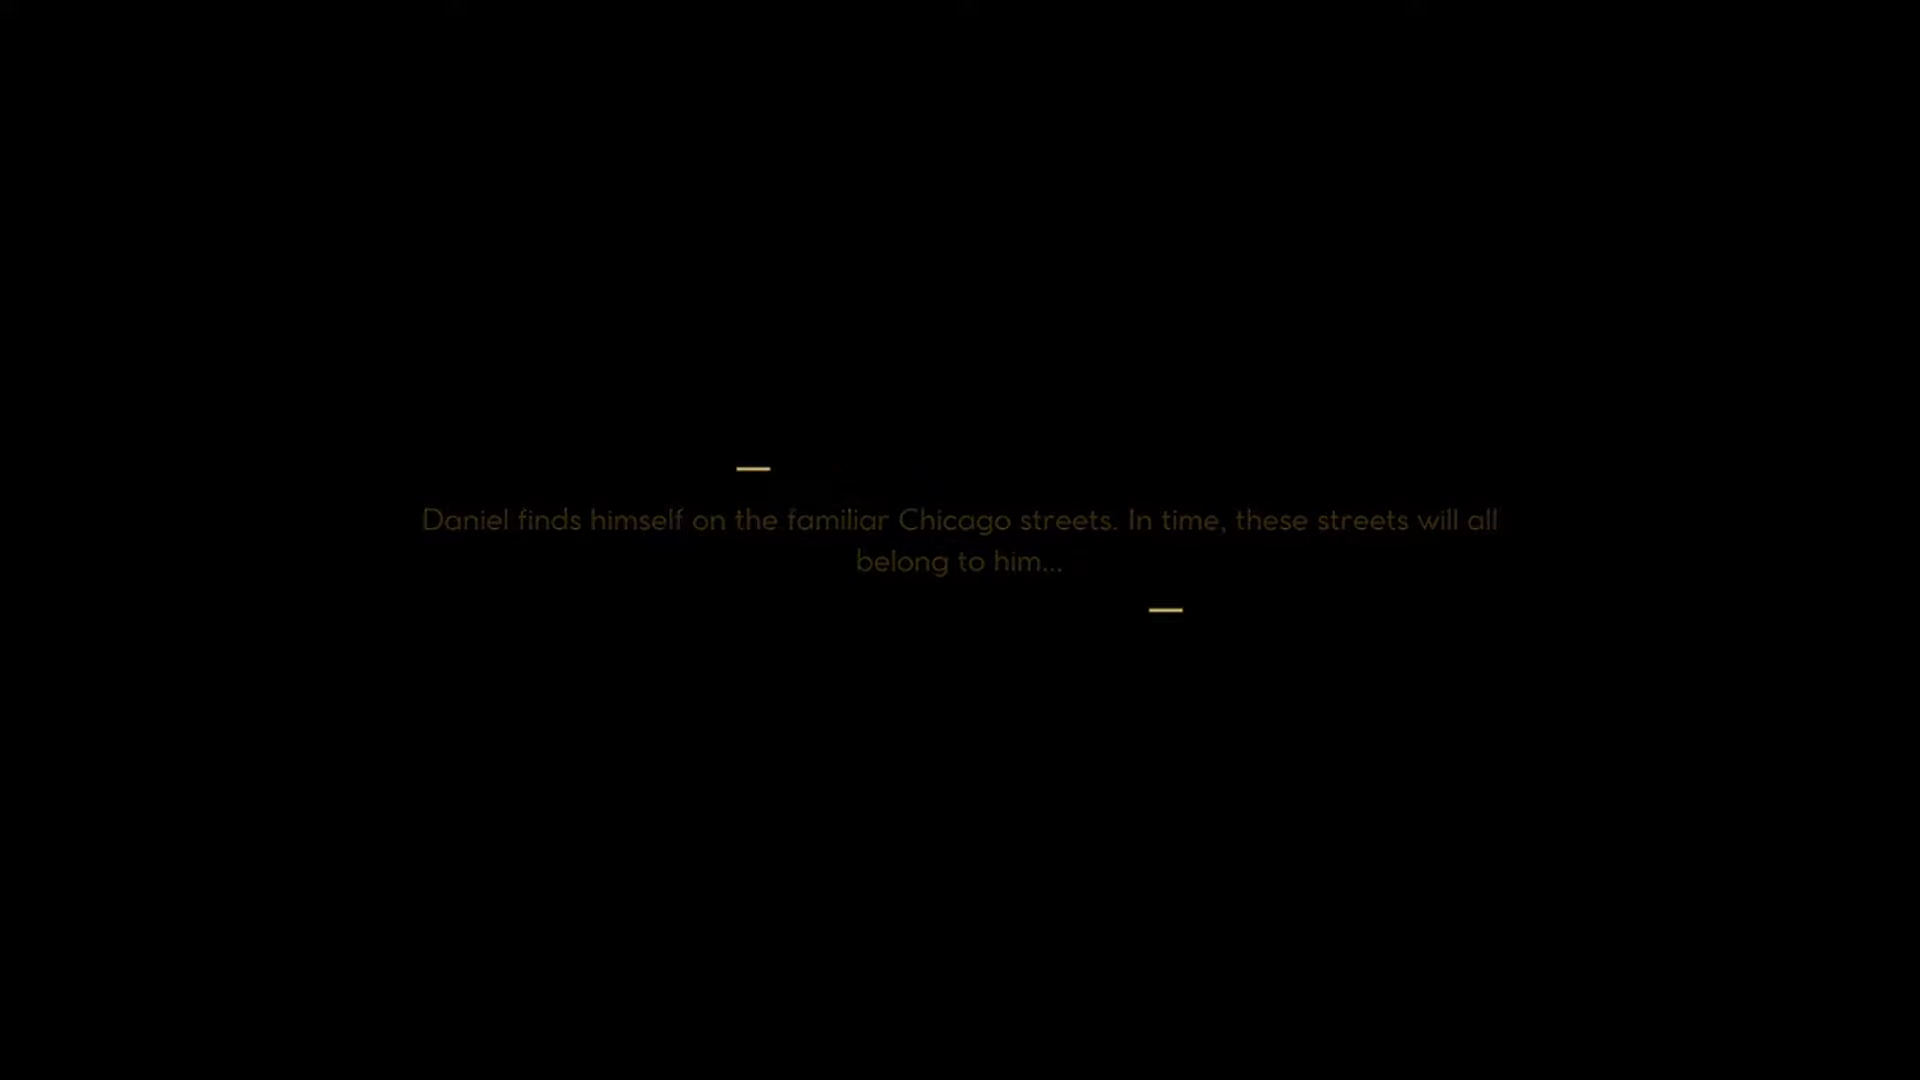 Daniel finds himself on the familiar Chicago streets. In time, these streets will all
belong to him...